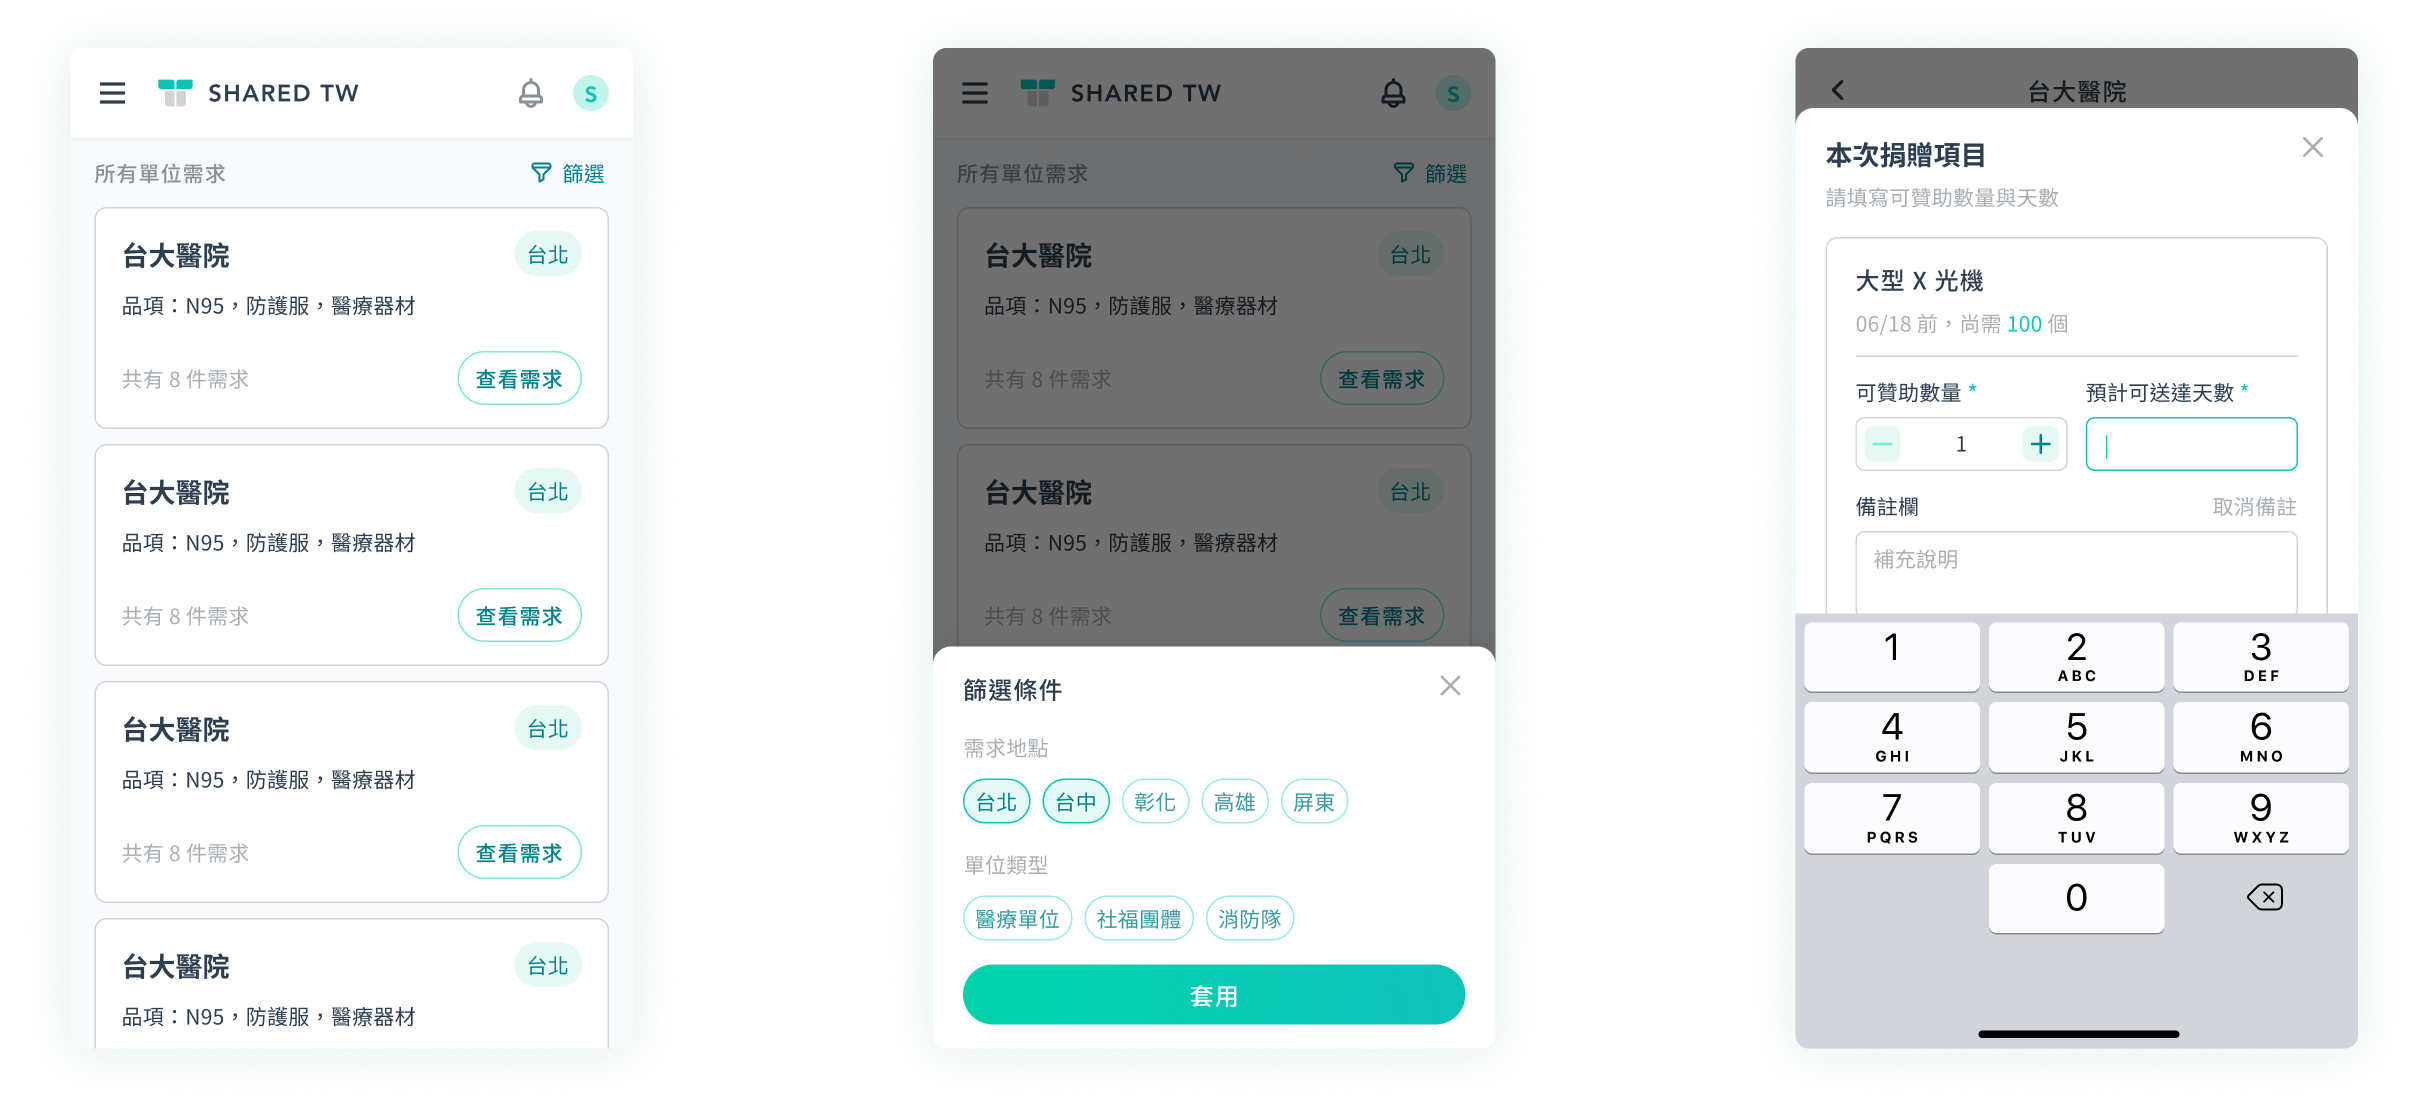 SHARED TW
S
所有單位需求
篩選
台大醫院
台北
品項：N95，防護服，醫療器材
共有 8 件需求
查看需求
台大醫院
台北
品項：N95，防護服，醫療器材
共有 8 件需求
查看需求
台大醫院
台北
品項：N95，防護服，醫療器材
共有 8 件需求
查看需求
台大醫院
台北
品項：N95，防護服，醫療器材
SHARED TW
S
所有單位需求
篩選
台大醫院
台北
品項：N95，防護服，醫療器材
共有 8 件需求
查看需求
台大醫院
台北
品項：N95，防護服，醫療器材
共有 8 件需求
查看需求
篩選條件
需求地點
台北 台中 彰化 高雄 屏東
單位類型
醫療單位 社福團體 消防隊
套用
台大醫院
本次捐贈項目
請填寫可贊助數量與天數
大型 X 光機
06/18 前，尚需 100 個
可贊助數量 *
預計可送達天數 *
1
備註欄
取消備註
補充說明
1 2 3
ABC DEF
4 5 6
GHI JKL MNO
7 8 9
PQRS TUV WXYZ
0